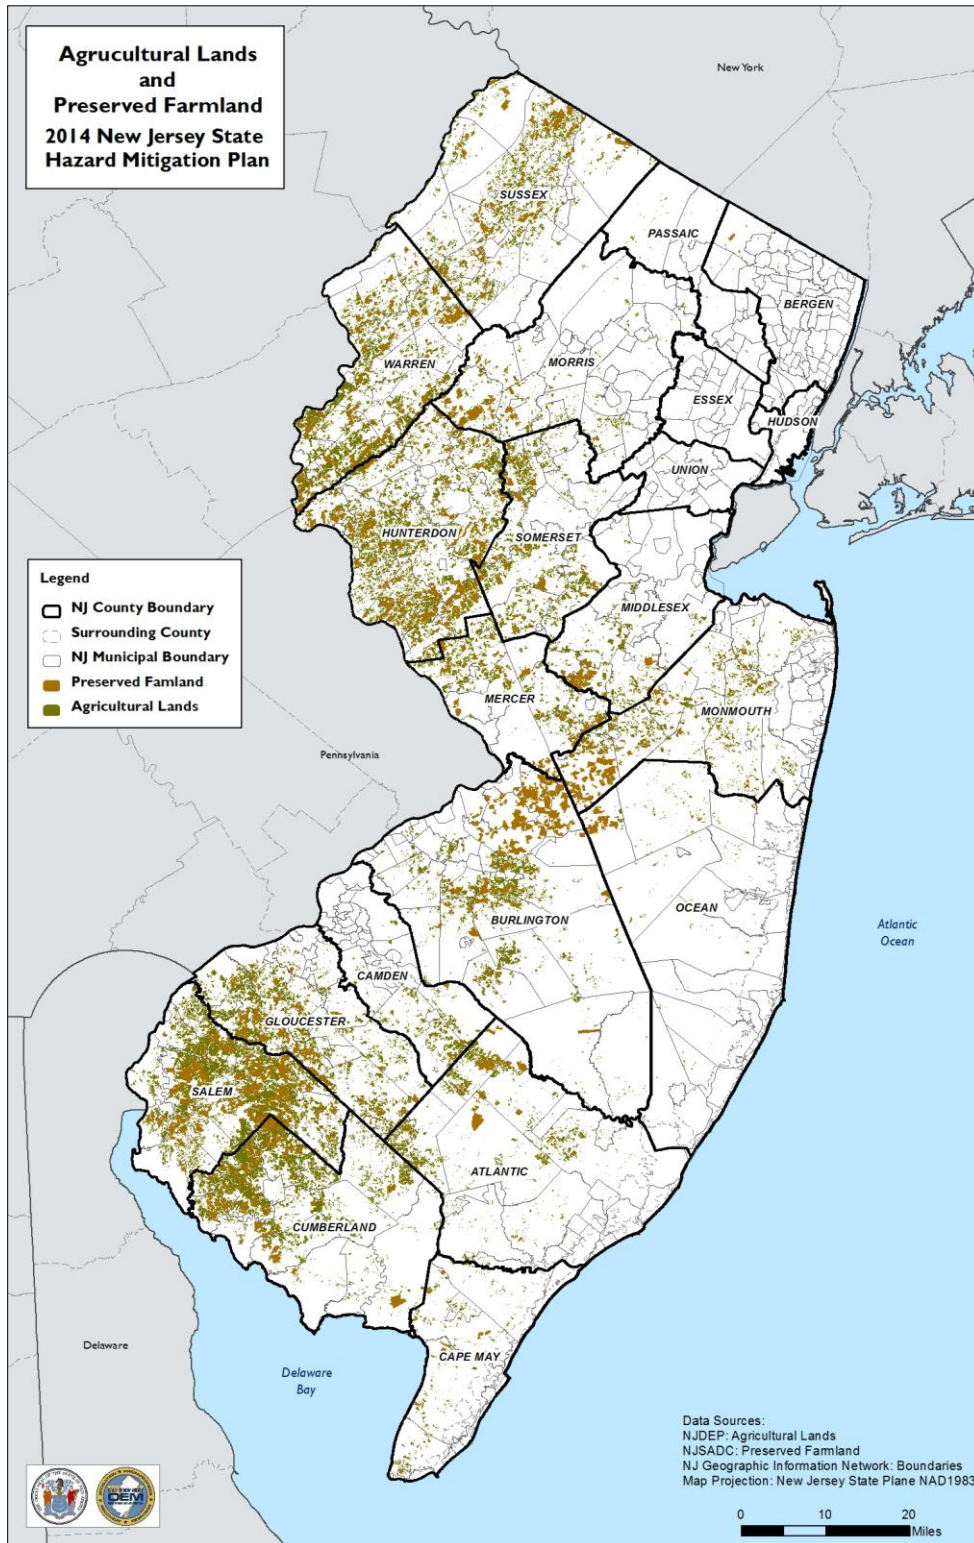 Agrucultural Lands
and
Preserved Farmland
2014 New Jersey State
Hazard Mitigation Plan
New York
SUSSEX
PASSAIC
BERGEN
WARREN
MORRIS
ESSEX
HUDSON
UNION
HUNTERDON
SOMERSET
Legend
NJ County Boundary
Surrounding County
NJ Municipal Boundary
Preserved Famland
Agricultural Lands
MIDDLESEX
MERCER
MONMOUTH
Pennsylvania
OCEAN
BURLINGTON
Atlantic
Ocean
CAMDEN
GLOUCESTER
SALEM
ATLANTIC
CUMBERLAND
Delaware
CAPE MAY
Delaware
Bay
Data Sources:
NJDEP: Agricultural Lands
NJSADC: Preserved Farmland
NJ Geographic Information Network: Boundaries
Map Projection: New Jersey State Plane NAD1983
0 10 20
Miles
OEM